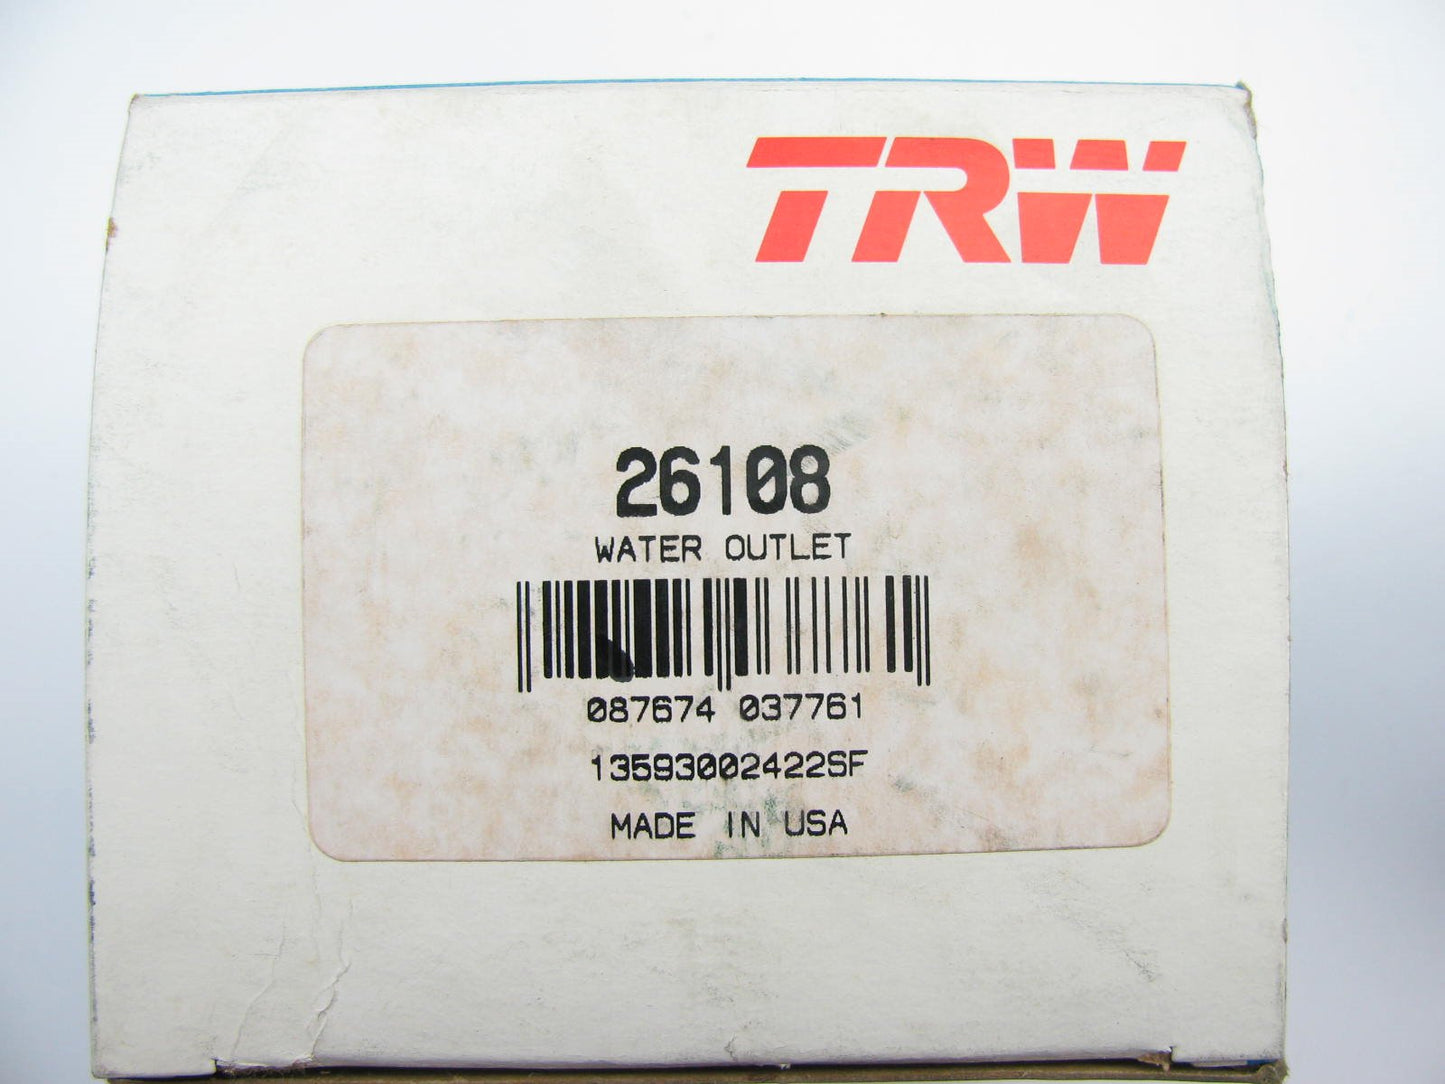 TRW
26108
WATER OUTLET
087674 037761
13593002422SF
MADE IN USA